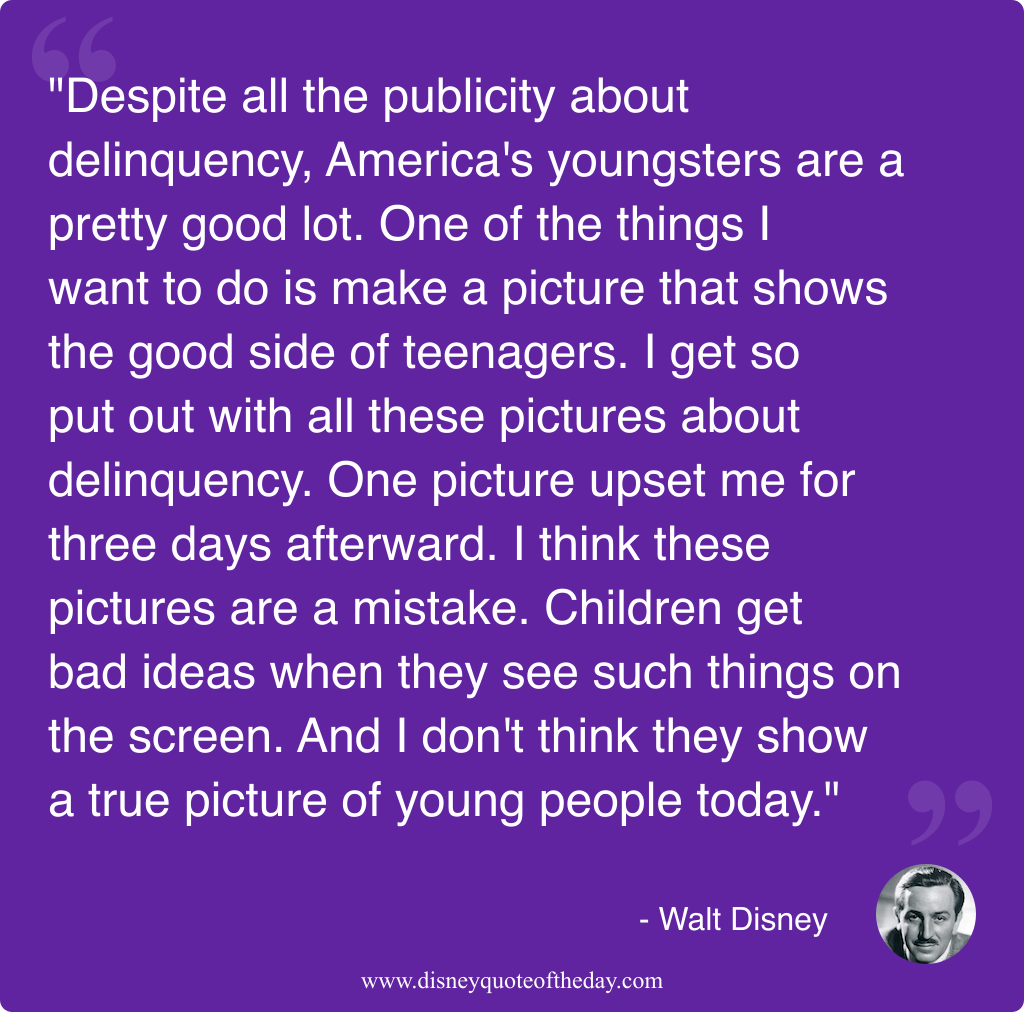 "Despite all the publicity about
delinquency, America's youngsters are a
pretty good lot. One of the things I
want to do is make a picture that shows
the good side of teenagers. I get so
put out with all these pictures about
delinquency. One picture upset me for
three days afterward. I think these
pictures are a mistake. Children get
bad ideas when they see such things on
the screen. And I don't think they show
a true picture of young people today."
- Walt Disney
www.disneyquoteoftheday.com